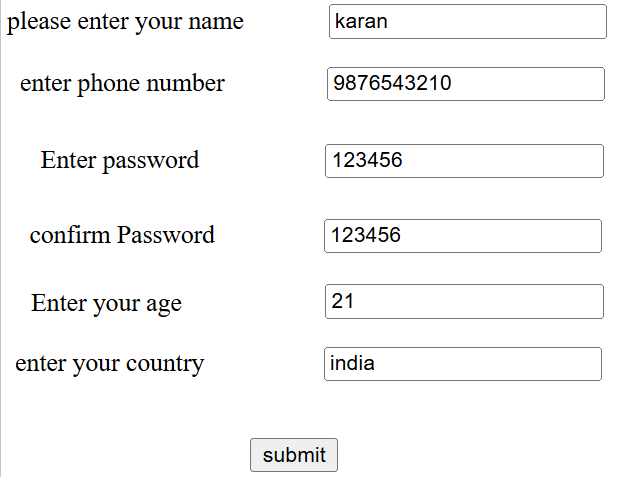 please enter your name karan
enter phone number 9876543210
Enter password 123456
confirm Password 123456
Enter your age 21
enter your country india
submit